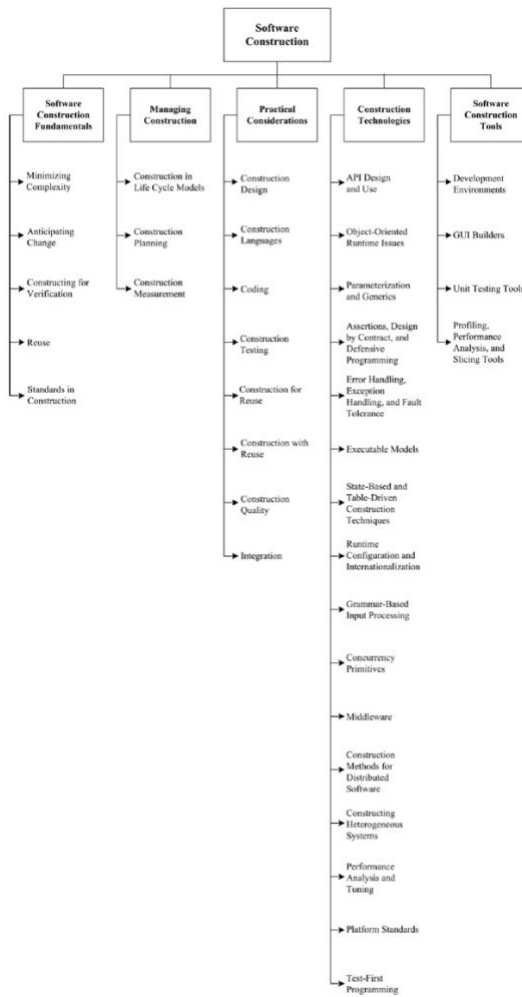 Software
Construction
Software
Construction
Fundamentals
Minimizing
Complexity
Anticipating
Change
Constructing for
Verification
Reuse
Standards in
Construction
Managing
Construction
Construction in
Life Cycle Models
Construction
Planning
Construction
Measurement
Practical
Considerations
Construction
Design
Construction
Languages
Coding
Construction
Testing
Construction for
Reuse
Construction with
Reuse
Construction
Quality
Integration
Construction
Technologies
API Design
and Use
Object-Oriented
Runtime Issues
Parameterization
and Generics
Assertions, Design
by Contract, and
Defensive
Programming
Error Handling,
Exception
Handling, and Fault
Tolerance
Executable Models
State-Based and
Table-Driven
Construction
Techniques
Runtime
Configuration and
Internationalization
Grammar-Based
Input Processing
Concurrency
Primitives
Middleware
Construction
Methods for
Distributed
Software
Constructing
Heterogeneous
Systems
Performance
Analysis and
Tuning
Platform Standards
Test-First
Programming
Software
Construction
Tools
Development
Environments
GUI Builders
Unit Testing Tools
Profiling,
Performance
Analysis, and
Slicing Tools